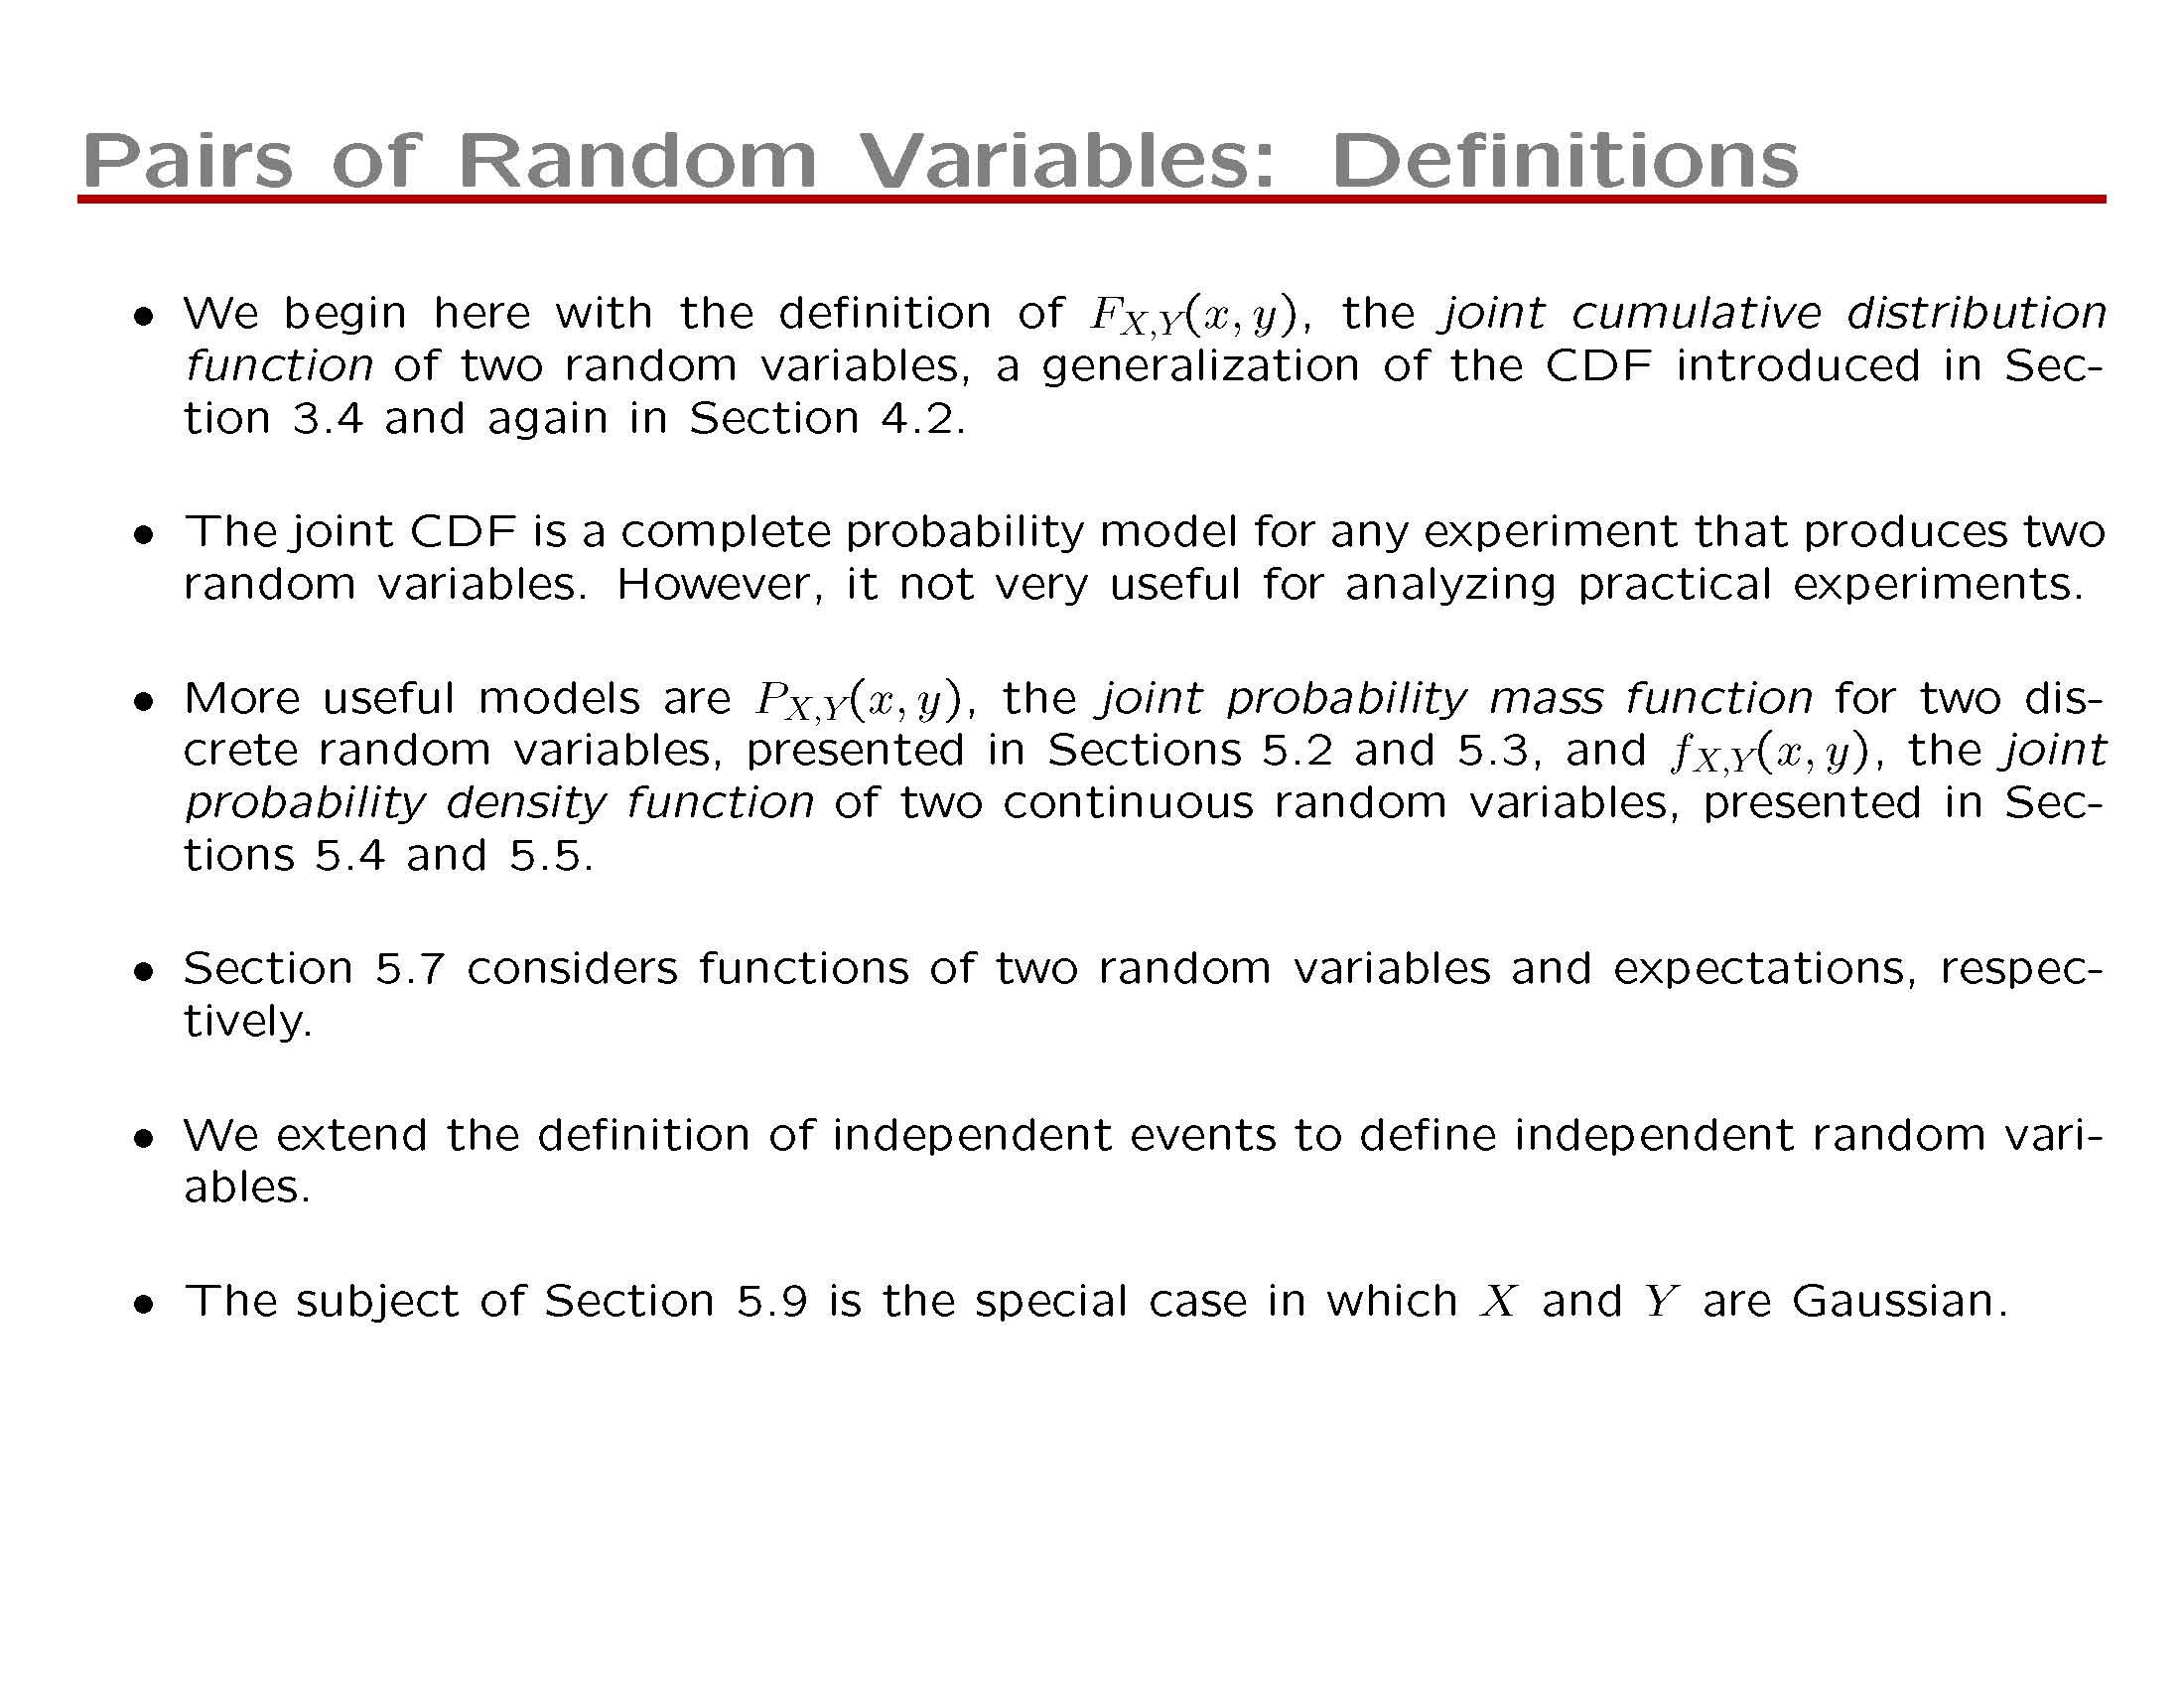 Pairs of Random Variables: Definitions
• We begin here with the definition of F_{X,Y}(x, y), the joint cumulative distribution
function of two random variables, a generalization of the CDF introduced in Sec-
tion 3.4 and again in Section 4.2.
• The joint CDF is a complete probability model for any experiment that produces two
random variables. However, it not very useful for analyzing practical experiments.
• More useful models are P_{X,Y}(x, y), the joint probability mass function for two dis-
crete random variables, presented in Sections 5.2 and 5.3, and f_{X,Y}(x, y), the joint
probability density function of two continuous random variables, presented in Sec-
tions 5.4 and 5.5.
• Section 5.7 considers functions of two random variables and expectations, respec-
tively.
• We extend the definition of independent events to define independent random vari-
ables.
• The subject of Section 5.9 is the special case in which X and Y are Gaussian.